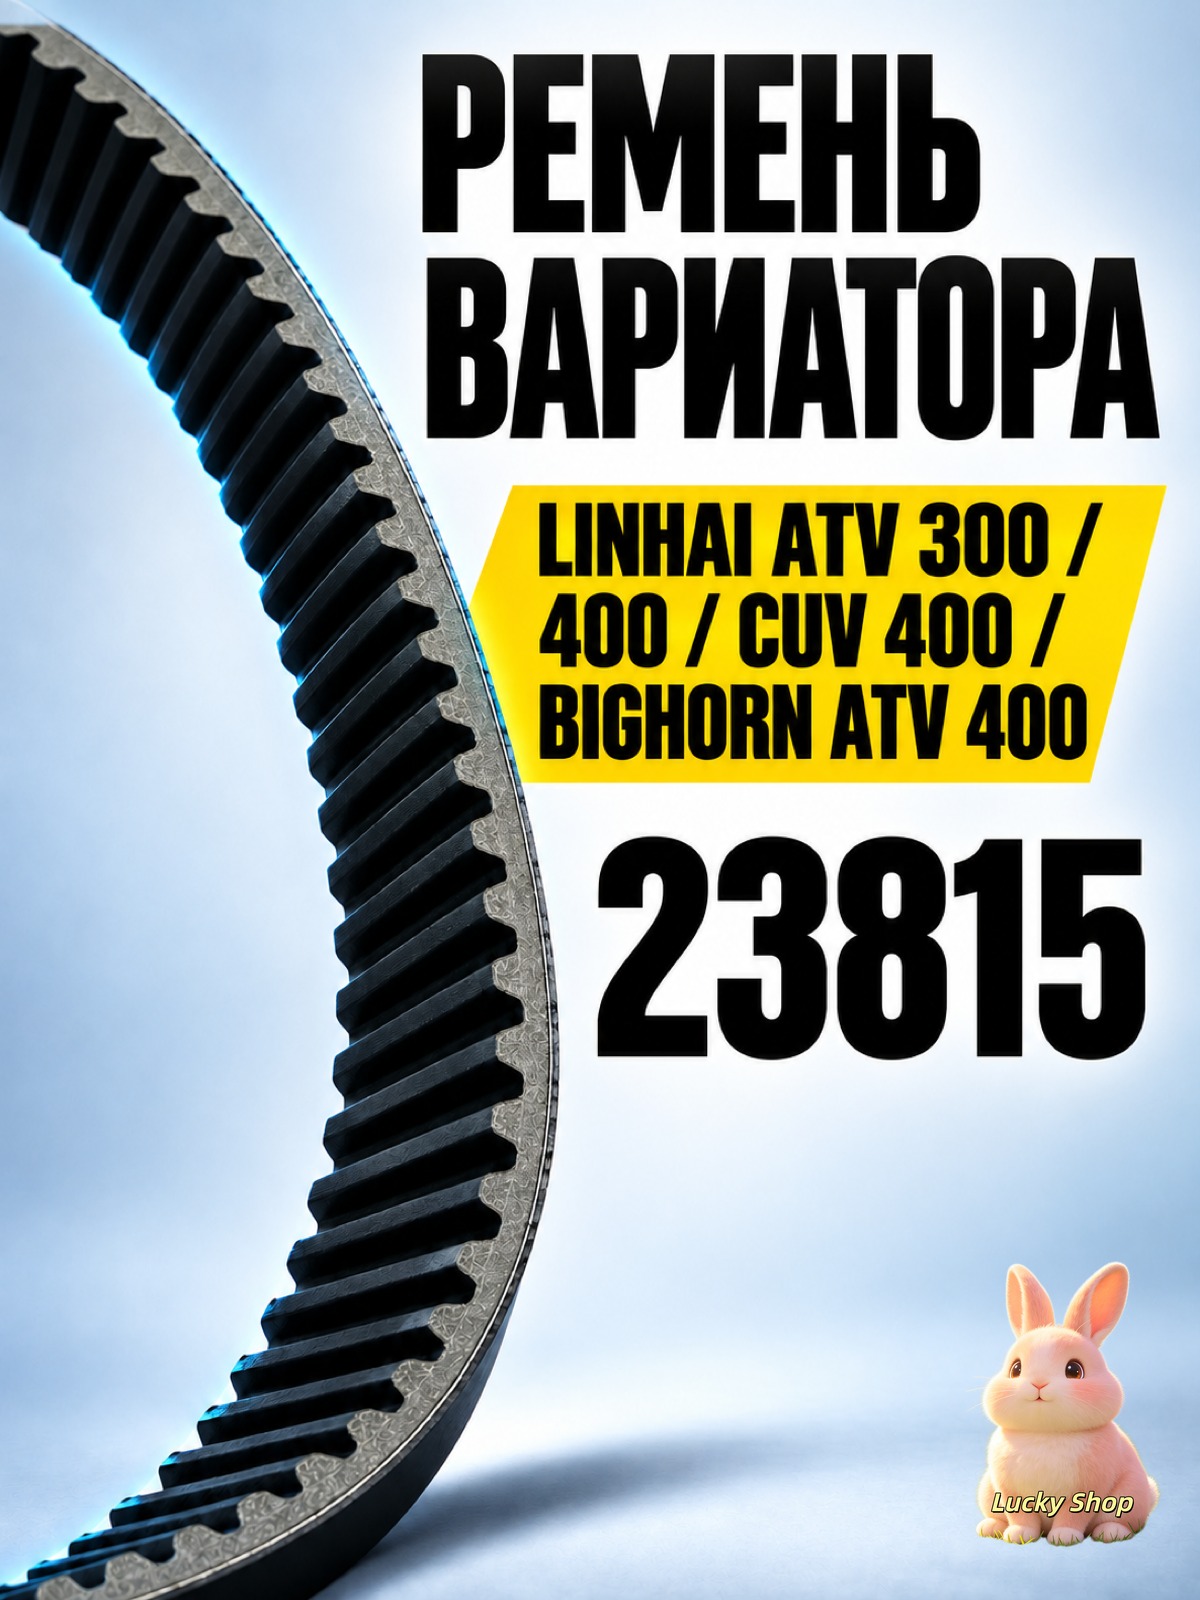 РЕМЕНЬ
ВАРИАТОРА
LINHAI ATV 300 /
400 / CUV 400 /
BIGHORN ATV 400
23815
Lucky Shop